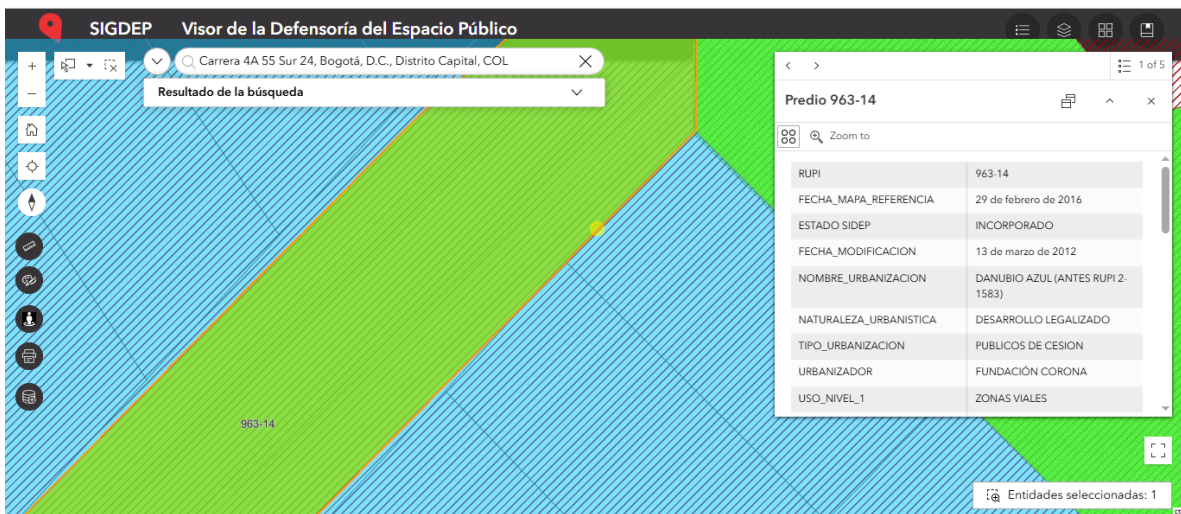 SIGDEP Visor de la Defensoría del Espacio Público
Carrera 4A 55 Sur 24, Bogotá, D.C., Distrito Capital, COL
Resultado de la búsqueda
1 of 5
Predio 963-14
Zoom to
RUPI 963-14
FECHA_MAPA_REFERENCIA 29 de febrero de 2016
ESTADO SIDEP INCORPORADO
FECHA_MODIFICACION 13 de marzo de 2012
NOMBRE_URBANIZACION DANUBIO AZUL (ANTES RUPI 2-
1583)
NATURALEZA_URBANISTICA DESARROLLO LEGALIZADO
TIPO_URBANIZACION PUBLICOS DE CESION
URBANIZADOR FUNDACIÓN CORONA
USO_NIVEL_1 ZONAS VIALES
963-14
Entidades seleccionadas: 1